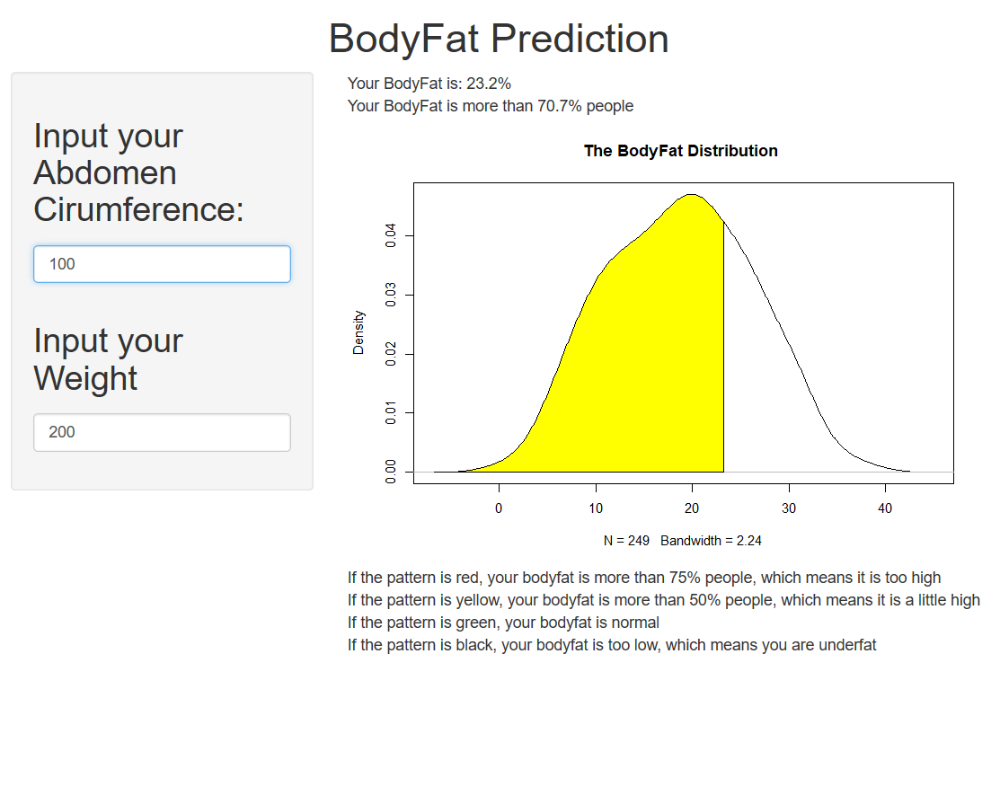 BodyFat Prediction
Input your
Abdomen
Cirumference:
100
Input your
Weight
200
Your BodyFat is: 23.2%
Your BodyFat is more than 70.7% people
The BodyFat Distribution
Density
0.04
0.03
0.02
0.01
0.00
0 10 20 30 40
N = 249 Bandwidth = 2.24
If the pattern is red, your bodyfat is more than 75% people, which means it is too high
If the pattern is yellow, your bodyfat is more than 50% people, which means it is a little high
If the pattern is green, your bodyfat is normal
If the pattern is black, your bodyfat is too low, which means you are underfat